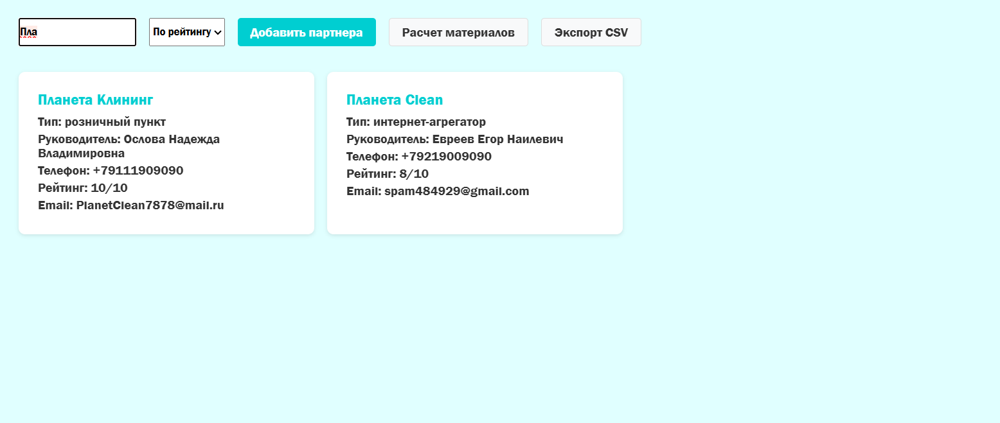 Пла
По рейтингу
Добавить партнера
Расчет материалов
Экспорт CSV
Планета Клининг
Тип: розничный пункт
Руководитель: Ослова Надежда
Владимировна
Телефон: +79111909090
Рейтинг: 10/10
Email: PlanetClean7878@mail.ru
Планета Clean
Тип: интернет-агрегатор
Руководитель: Евреев Егор Наилевич
Телефон: +79219009090
Рейтинг: 8/10
Email: spam484929@gmail.com